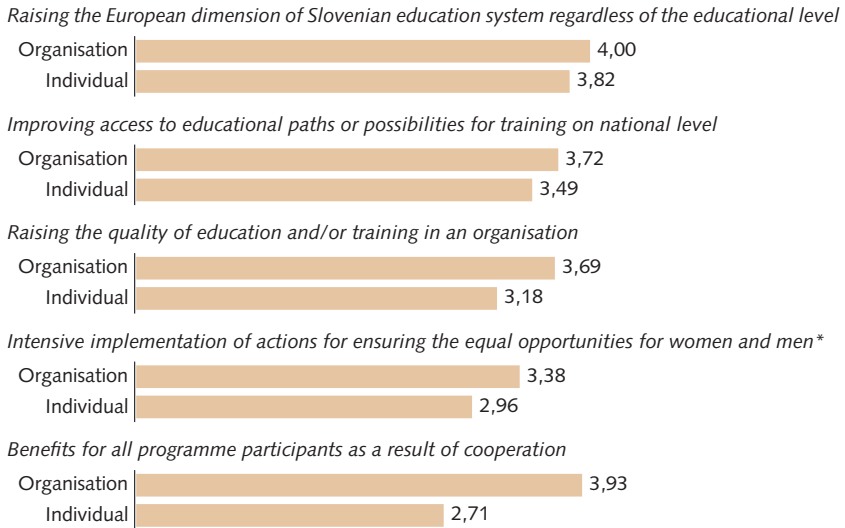 Raising the European dimension of Slovenian education system regardless of the educational level
Organisation 4,00
Individual 3,82
Improving access to educational paths or possibilities for training on national level
Organisation 3,72
Individual 3,49
Raising the quality of education and/or training in an organisation
Organisation 3,69
Individual 3,18
Intensive implementation of actions for ensuring the equal opportunities for women and men*
Organisation 3,38
Individual 2,96
Benefits for all programme participants as a result of cooperation
Organisation 3,93
Individual 2,71